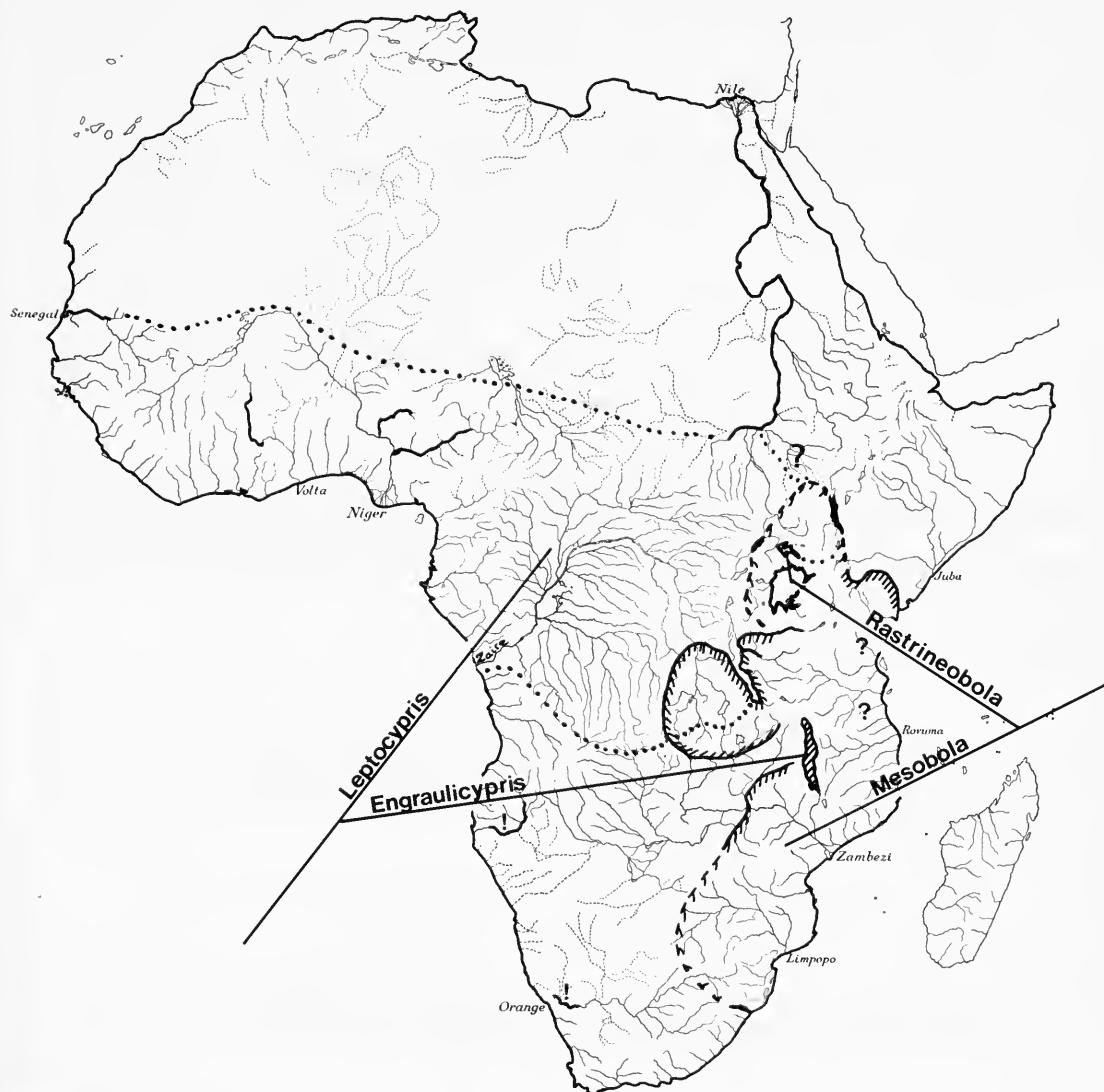 Nile
Senegal
?
Volta
Niger
Juba
Zaire
Rastrineobola
?
?
Leptocypris
Rovuma
Mesobola
Engraulicypris
!
Zambezi
Limpopo
!
Orange